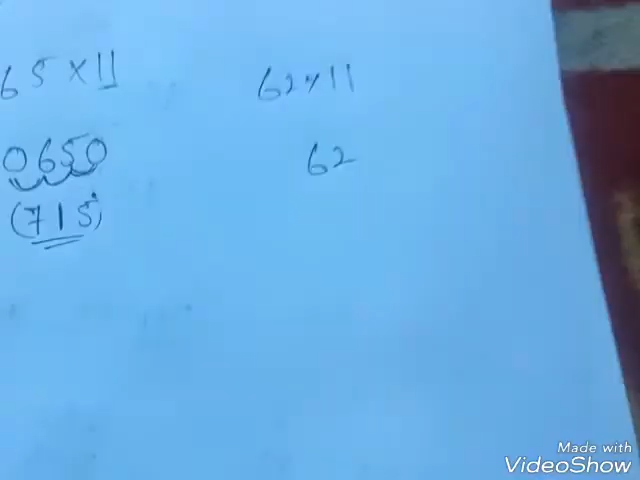 65 × 11
0650
(715)
62 × 11
62
Made with
VideoShow